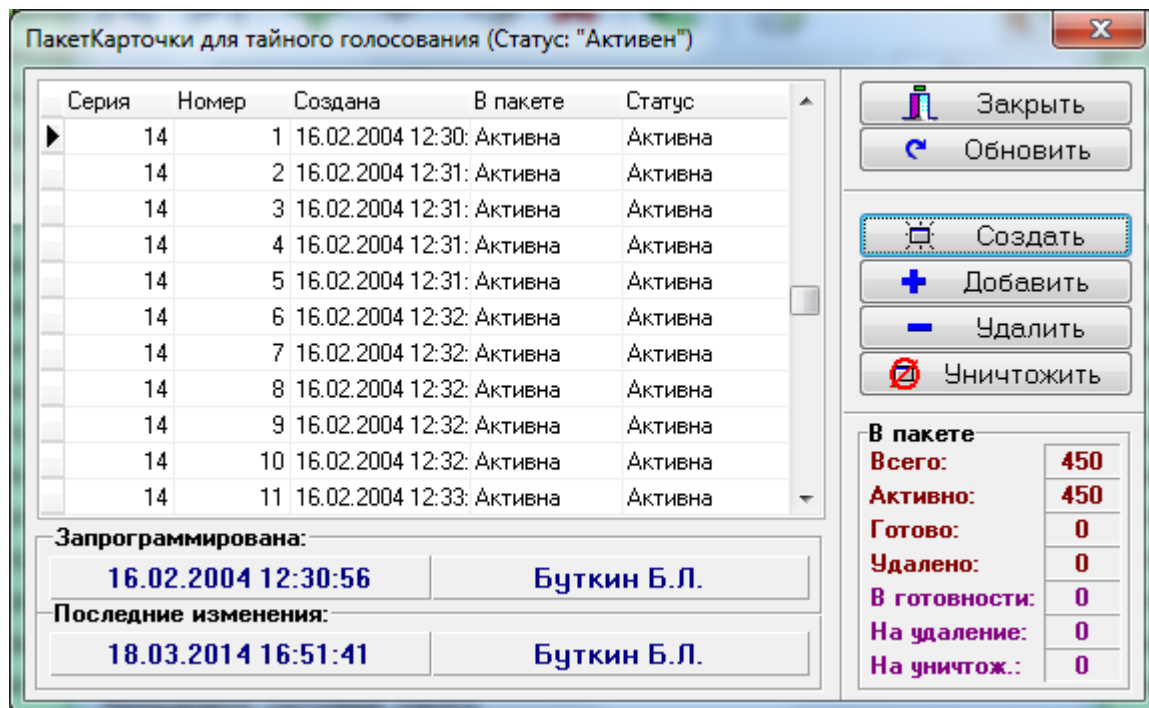 ПакетКарточки для тайного голосования (Статус: "Активен")
Серия Номер Создана В пакете Статус
14 1 16.02.2004 12:30: Активна Активна
14 2 16.02.2004 12:31: Активна Активна
14 3 16.02.2004 12:31: Активна Активна
14 4 16.02.2004 12:31: Активна Активна
14 5 16.02.2004 12:31: Активна Активна
14 6 16.02.2004 12:32: Активна Активна
14 7 16.02.2004 12:32: Активна Активна
14 8 16.02.2004 12:32: Активна Активна
14 9 16.02.2004 12:32: Активна Активна
14 10 16.02.2004 12:32: Активна Активна
14 11 16.02.2004 12:33: Активна Активна
Запрограммирована:
16.02.2004 12:30:56 Буткин Б.Л.
Последние изменения:
18.03.2014 16:51:41 Буткин Б.Л.
Закрыть
Обновить
Создать
Добавить
Удалить
Уничтожить
В пакете
Всего: 450
Активно: 450
Готово: 0
Удалено: 0
В готовности: 0
На удаление: 0
На уничтож.: 0